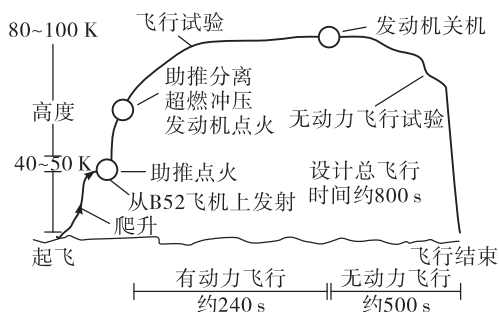 80~100 K
飞行试验
发动机关机
助推分离
超燃冲压
发动机点火
高度
无动力飞行试验
40~50 K
助推点火
从B52飞机上发射
爬升
设计总飞行
时间约800 s
起飞
飞行结束
有动力飞行
约240 s
无动力飞行
约500 s